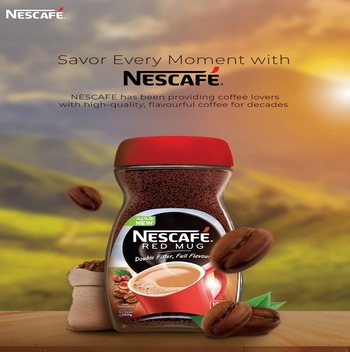 NESCAFÉ
Savor Every Moment with
NESCAFÉ.
NESCAFE has been providing coffee lovers
with high-quality, flavourful coffee for decades
NEW
NESCAFÉ
RED MUG
Double Filter, Full Flavour